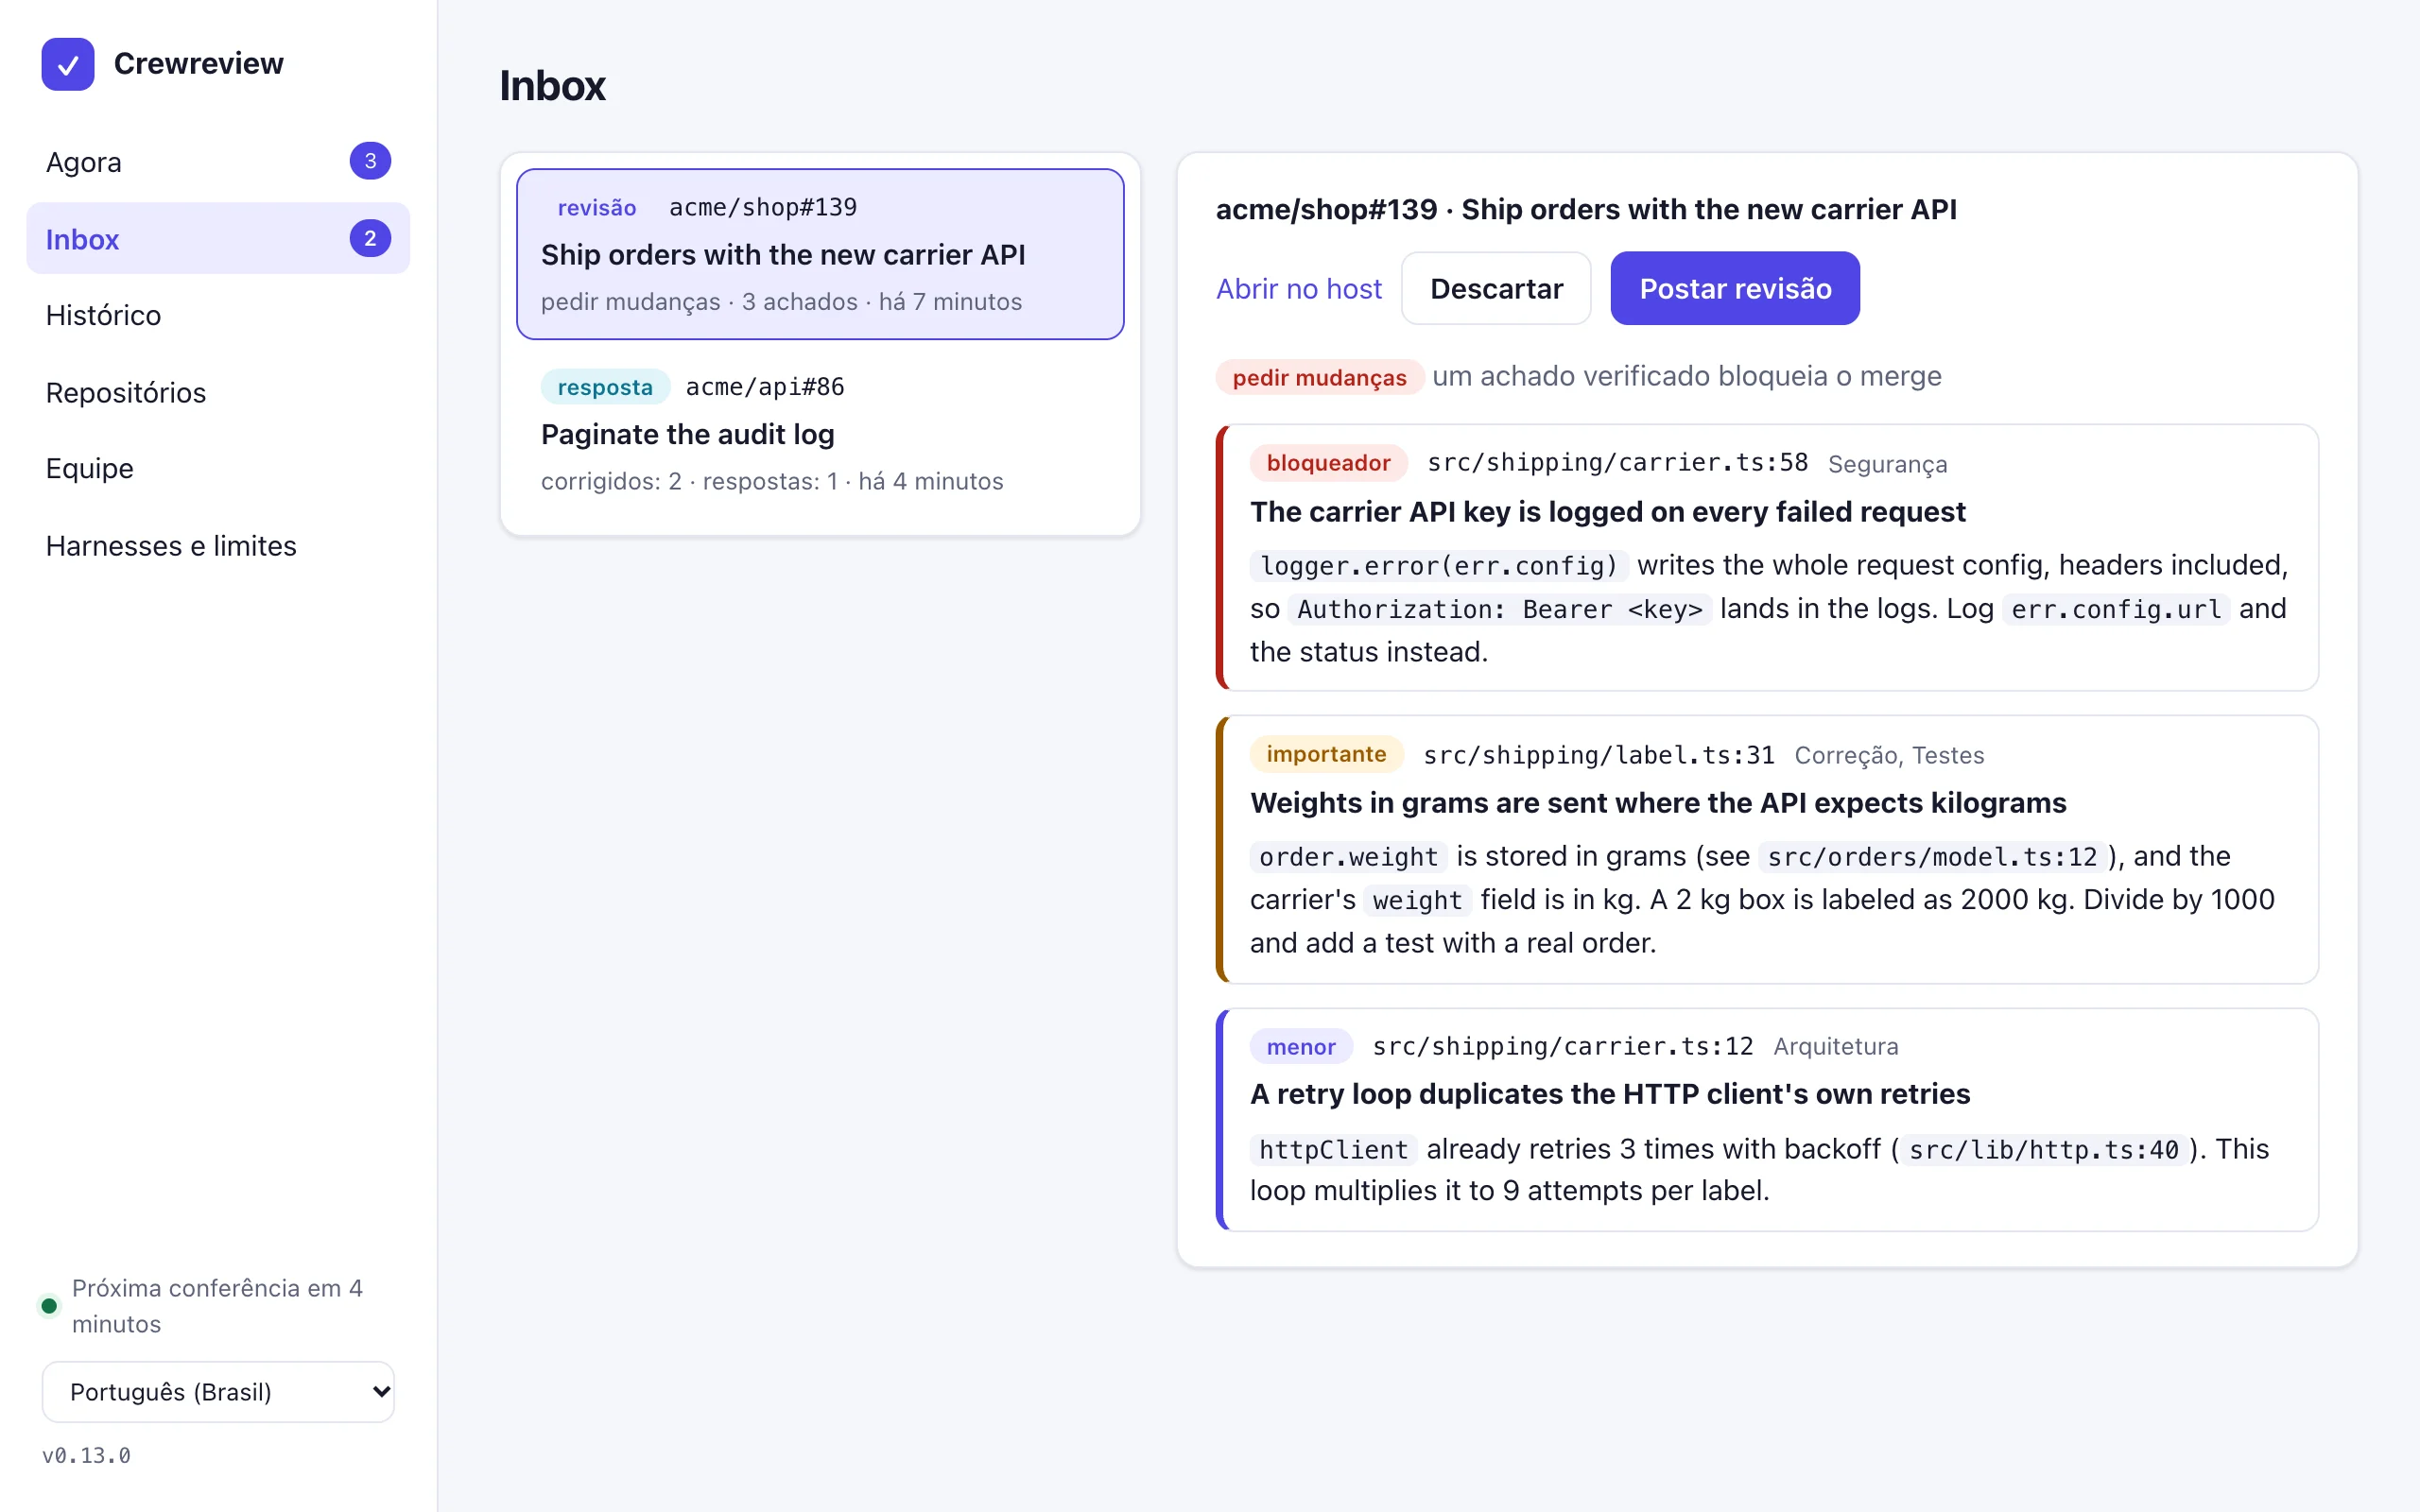 Crewreview
Agora 3
Inbox 2
Histórico
Repositórios
Equipe
Harnesses e limites
Próxima conferência em 4
minutos
Português (Brasil)
v0.13.0
Inbox
revisão acme/shop#139
Ship orders with the new carrier API
pedir mudanças · 3 achados · há 7 minutos
resposta acme/api#86
Paginate the audit log
corrigidos: 2 · respostas: 1 · há 4 minutos
acme/shop#139 · Ship orders with the new carrier API
Abrir no host Descartar Postar revisão
pedir mudanças um achado verificado bloqueia o merge
bloqueador src/shipping/carrier.ts:58 Segurança
The carrier API key is logged on every failed request
logger.error(err.config) writes the whole request config, headers included,
so Authorization: Bearer <key> lands in the logs. Log err.config.url and
the status instead.
importante src/shipping/label.ts:31 Correção, Testes
Weights in grams are sent where the API expects kilograms
order.weight is stored in grams (see src/orders/model.ts:12), and the
carrier's weight field is in kg. A 2 kg box is labeled as 2000 kg. Divide by 1000
and add a test with a real order.
menor src/shipping/carrier.ts:12 Arquitetura
A retry loop duplicates the HTTP client's own retries
httpClient already retries 3 times with backoff (src/lib/http.ts:40). This
loop multiplies it to 9 attempts per label.